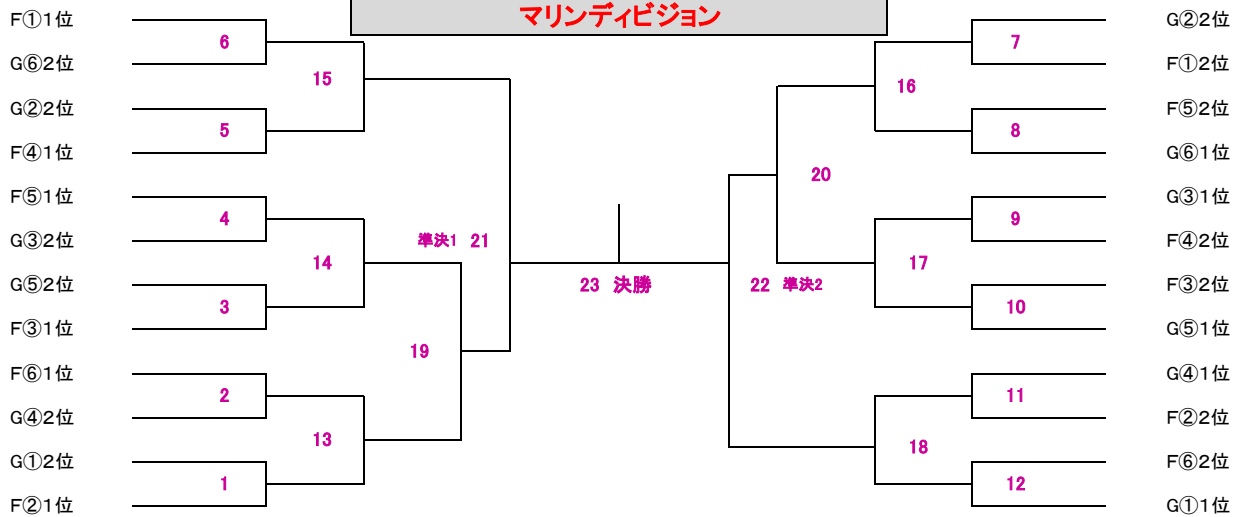 マリンディビジョン
F①1位
6
G⑥2位
15
G②2位
5
F④1位
F⑤1位
4
G③2位
14
G⑤2位
3
F③1位
19
F⑥1位
2
G④2位
13
G①2位
1
F②1位
準決1 21
23 決勝
22 準決2
G②2位
7
F①2位
16
F⑤2位
8
G⑥1位
20
G③1位
9
F④2位
17
F③2位
10
G⑤1位
G④1位
11
F②2位
18
F⑥2位
12
G①1位